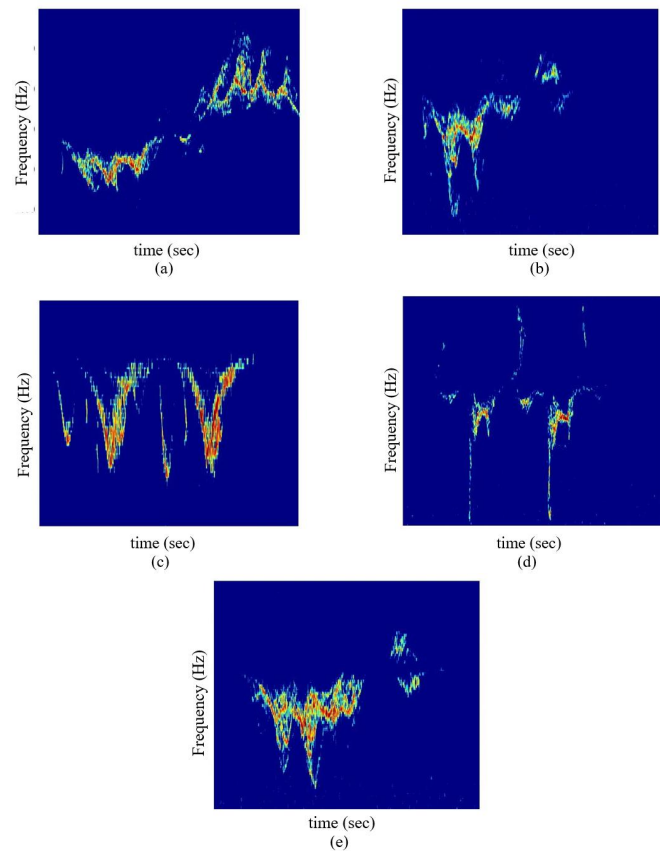 Frequency (Hz)
time (sec)
(a)
Frequency (Hz)
time (sec)
(b)
Frequency (Hz)
time (sec)
(c)
Frequency (Hz)
time (sec)
(d)
Frequency (Hz)
time (sec)
(e)